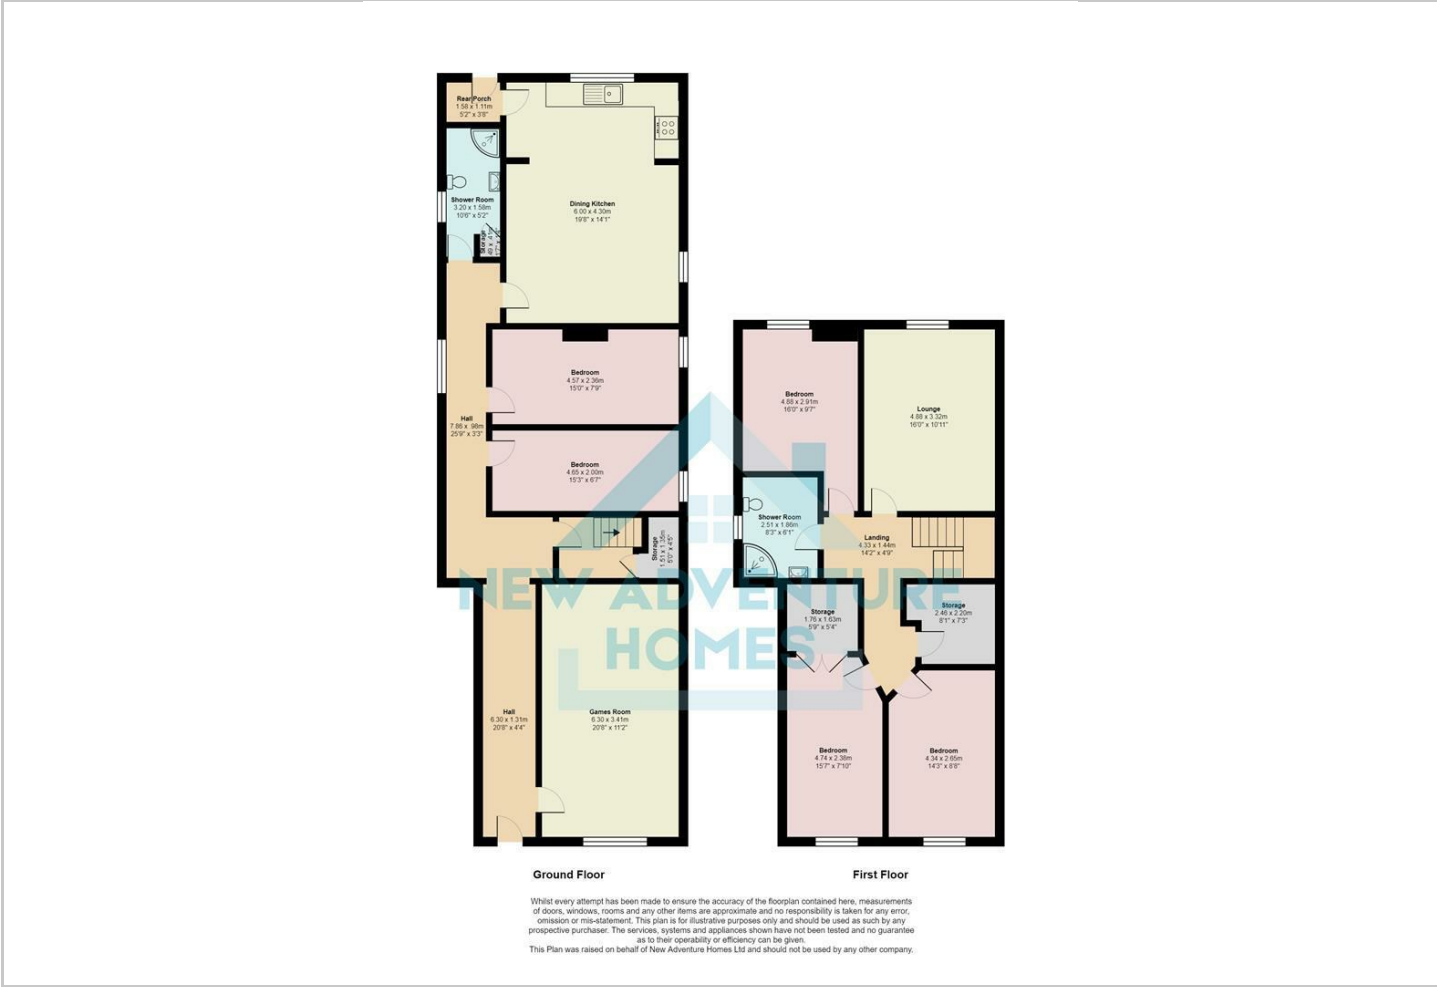 Rear Porch
1.58 x 1.11m
5'2" x 3'8"
Shower Room
3.20 x 1.58m
10'6" x 5'2"
Storage
Dining Kitchen
6.00 x 4.30m
19'8" x 14'1"
Bedroom
4.57 x 2.36m
15'0" x 7'9"
Hall
7.86 x .98m
25'9" x 3'3"
Bedroom
4.65 x 2.00m
15'3" x 6'7"
Storage
1.51 x 1.35m
5'0" x 4'5"
Hall
6.30 x 1.31m
20'8" x 4'4"
Games Room
6.30 x 3.41m
20'8" x 11'2"
Bedroom
4.88 x 2.91m
16'0" x 9'7"
Lounge
4.88 x 3.32m
16'0" x 10'11"
Shower Room
2.51 x 1.86m
8'3" x 6'1"
Landing
4.33 x 1.44m
14'2" x 4'9"
Storage
1.76 x 1.63m
5'9" x 5'4"
Storage
2.46 x 2.20m
8'1" x 7'3"
Bedroom
4.74 x 2.38m
15'7" x 7'10"
Bedroom
4.34 x 2.65m
14'3" x 8'8"
NEW ADVENTURE
HOMES
Ground Floor
First Floor
Whilst every attempt has been made to ensure the accuracy of the floorplan contained here, measurements
of doors, windows, rooms and any other items are approximate and no responsibility is taken for any error,
omission or mis-statement. This plan is for illustrative purposes only and should be used as such by any
prospective purchaser. The services, systems and appliances shown have not been tested and no guarantee
as to their operability or efficiency can be given.
This Plan was raised on behalf of New Adventure Homes Ltd and should not be used by any other company.